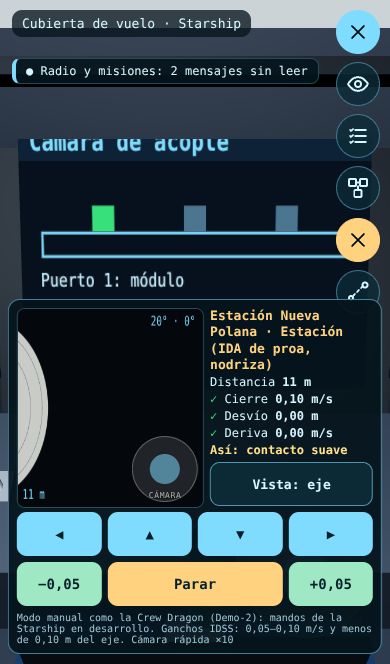 Cubierta de vuelo · Starship
● Radio y misiones: 2 mensajes sin leer
Cámara de acople
Puerto 1: módulo
20° · 0°
11 m
CÁMARA
Estación Nueva
Polana · Estación
(IDA de proa,
nodriza)
Distancia 11 m
✓ Cierre 0,10 m/s
✓ Desvío 0,00 m
✓ Deriva 0,00 m/s
Así: contacto suave
Vista: eje
◄ ▲ ▼ ►
−0,05 Parar +0,05
Modo manual como la Crew Dragon (Demo-2): mandos de la
Starship en desarrollo. Ganchos IDSS: 0,05–0,10 m/s y menos
de 0,10 m del eje. Cámara rápida ×10